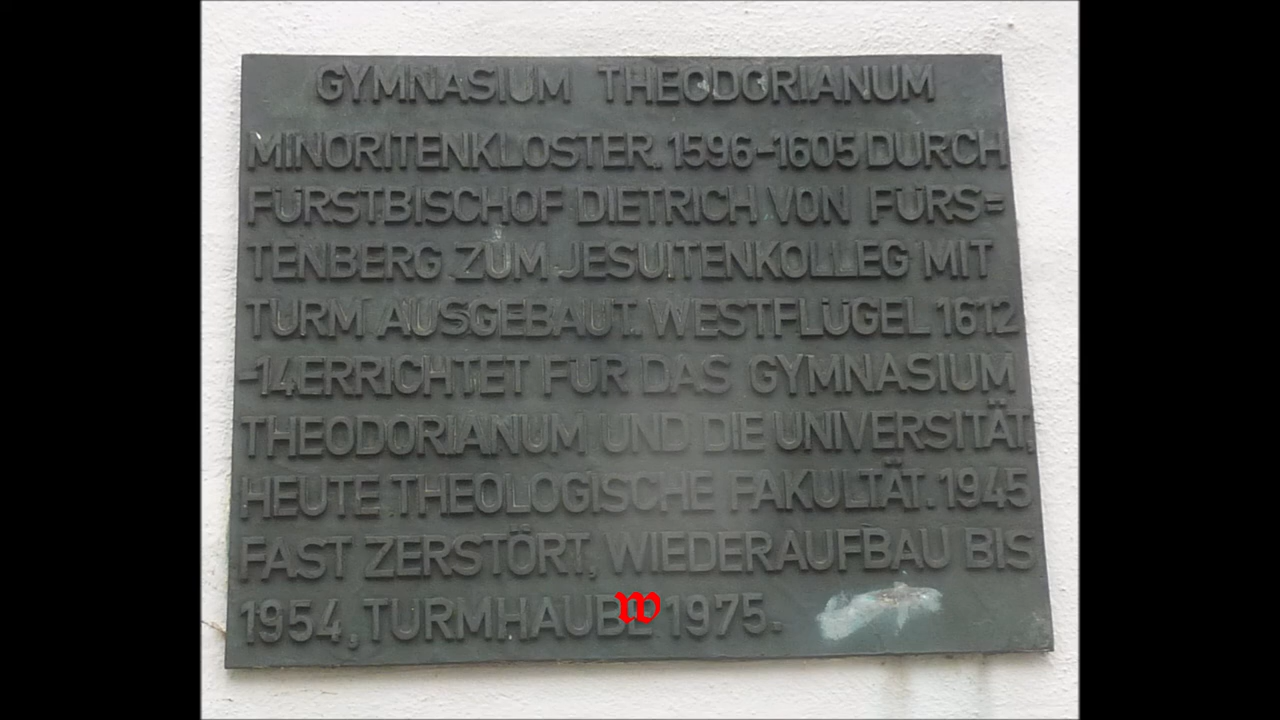 GYMNASIUM THEODORIANUM
MINORITENKLOSTER. 1596-1605 DURCH
FÜRSTBISCHOF DIETRICH VON FÜRS=
TENBERG ZUM JESUITENKOLLEG MIT
TURM AUSGEBAUT. WESTFLÜGEL 1612
-14 ERRICHTET FÜR DAS GYMNASIUM
THEODORIANUM UND DIE UNIVERSITÄT,
HEUTE THEOLOGISCHE FAKULTÄT. 1945
FAST ZERSTÖRT, WIEDERAUFBAU BIS
1954, TURMHAUBE 1975.
w